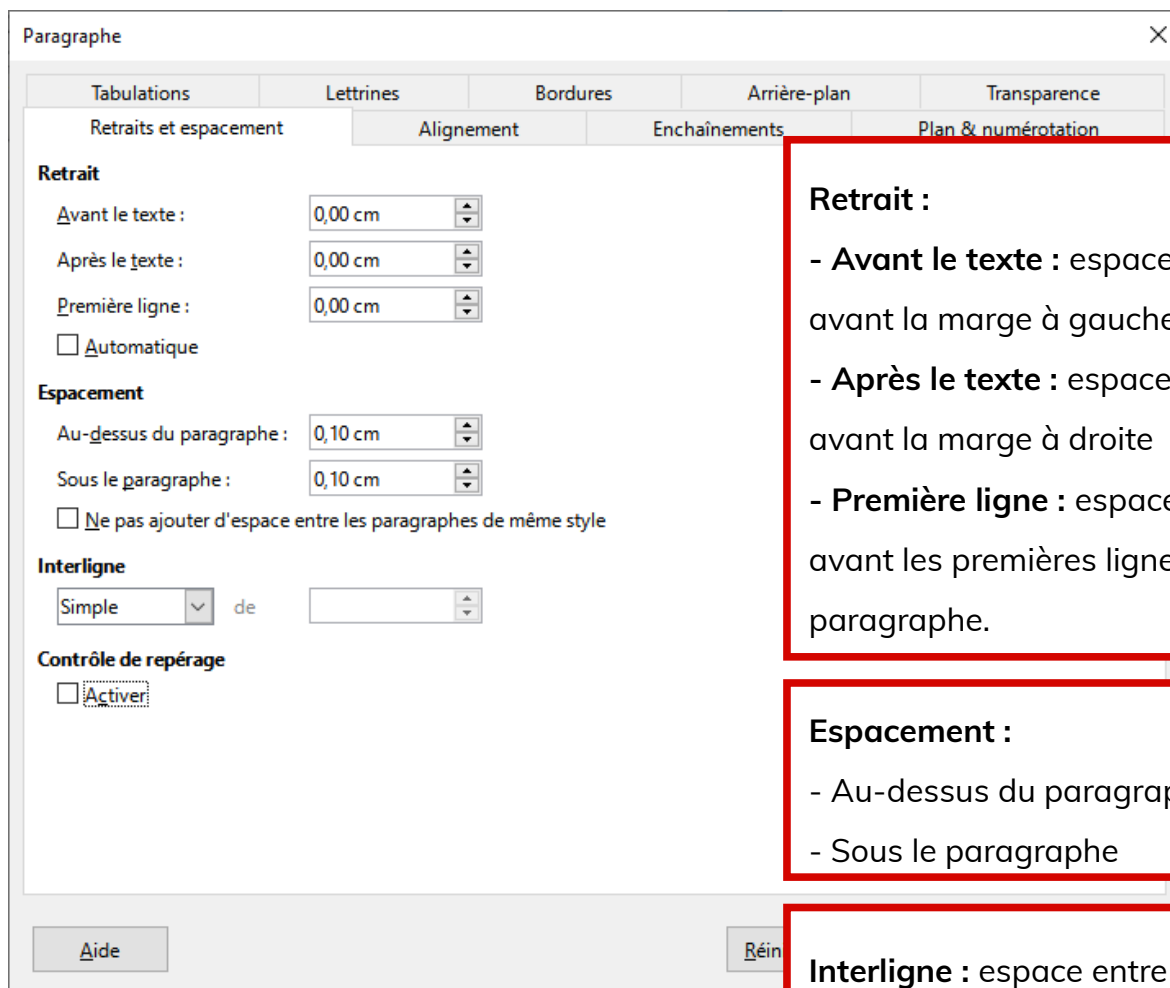 Paragraphe
Tabulations Lettrines Bordures Arrière-plan Transparence
Retraits et espacement Alignement Enchaînements Plan & numérotation
Retrait
Avant le texte : 0,00 cm
Après le texte : 0,00 cm
Première ligne : 0,00 cm
Automatique
Espacement
Au-dessus du paragraphe : 0,10 cm
Sous le paragraphe : 0,10 cm
Ne pas ajouter d'espace entre les paragraphes de même style
Interligne
Simple de
Contrôle de repérage
Activer
Aide
Réin
Retrait :
- Avant le texte : espace
avant la marge à gauche
- Après le texte : espace
avant la marge à droite
- Première ligne : espace
avant les premières ligne
paragraphe.
Espacement :
- Au-dessus du paragrap
- Sous le paragraphe
Interligne : espace entre